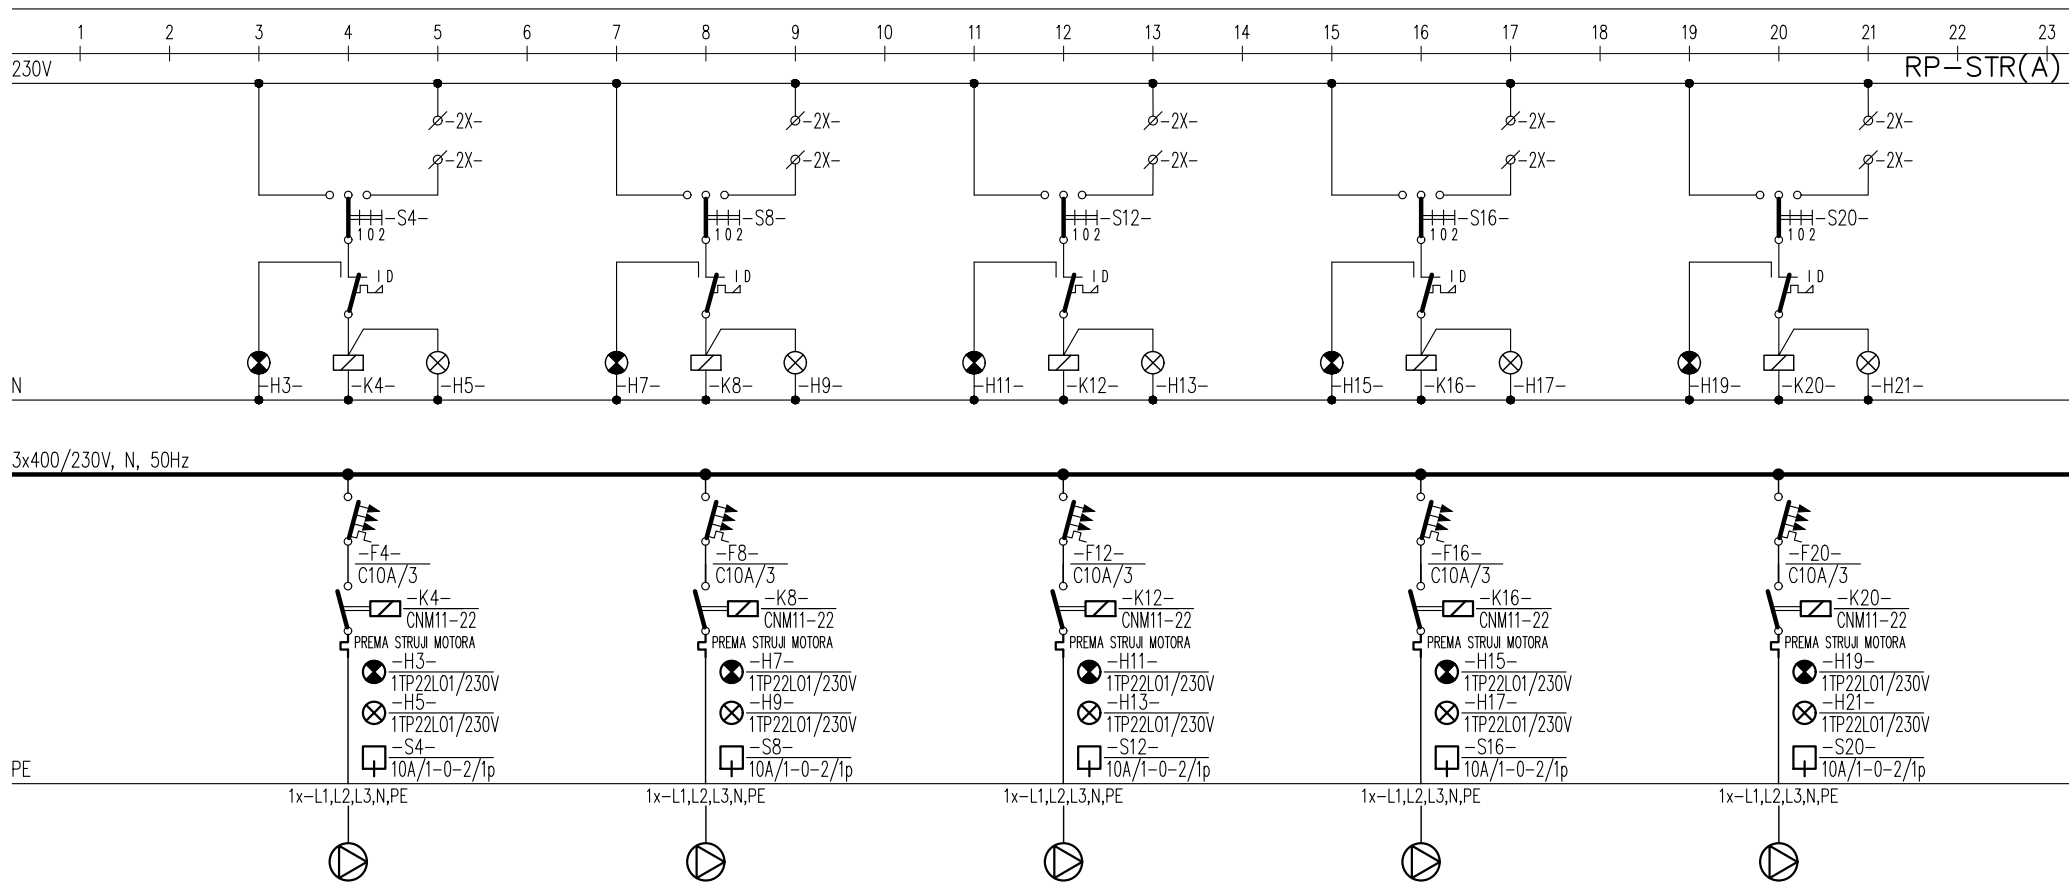 1 2 3 4 5 6 7 8 9 10 11 12 13 14 15 16 17 18 19 20 21 22 23
230V RP-STR(A)
-2X- -2X- -2X- -2X- -2X-
-2X- -2X- -2X- -2X- -2X-
-S4- -S8- -S12- -S16- -S20-
1 0 2 1 0 2 1 0 2 1 0 2 1 0 2
I D I D I D I D I D
N -H3- -K4- -H5- -H7- -K8- -H9- -H11- -K12- -H13- -H15- -K16- -H17- -H19- -K20- -H21-
3x400/230V, N, 50Hz
-F4- -F8- -F12- -F16- -F20-
C10A/3 C10A/3 C10A/3 C10A/3 C10A/3
-K4- -K8- -K12- -K16- -K20-
CNM11-22 CNM11-22 CNM11-22 CNM11-22 CNM11-22
PREMA STRUJI MOTORA PREMA STRUJI MOTORA PREMA STRUJI MOTORA PREMA STRUJI MOTORA PREMA STRUJI MOTORA
-H3- -H7- -H11- -H15- -H19-
1TP22L01/230V 1TP22L01/230V 1TP22L01/230V 1TP22L01/230V 1TP22L01/230V
-H5- -H9- -H13- -H17- -H21-
1TP22L01/230V 1TP22L01/230V 1TP22L01/230V 1TP22L01/230V 1TP22L01/230V
-S4- -S8- -S12- -S16- -S20-
PE 10A/1-0-2/1p 10A/1-0-2/1p 10A/1-0-2/1p 10A/1-0-2/1p 10A/1-0-2/1p
1x-L1,L2,L3,N,PE 1x-L1,L2,L3,N,PE 1x-L1,L2,L3,N,PE 1x-L1,L2,L3,N,PE 1x-L1,L2,L3,N,PE